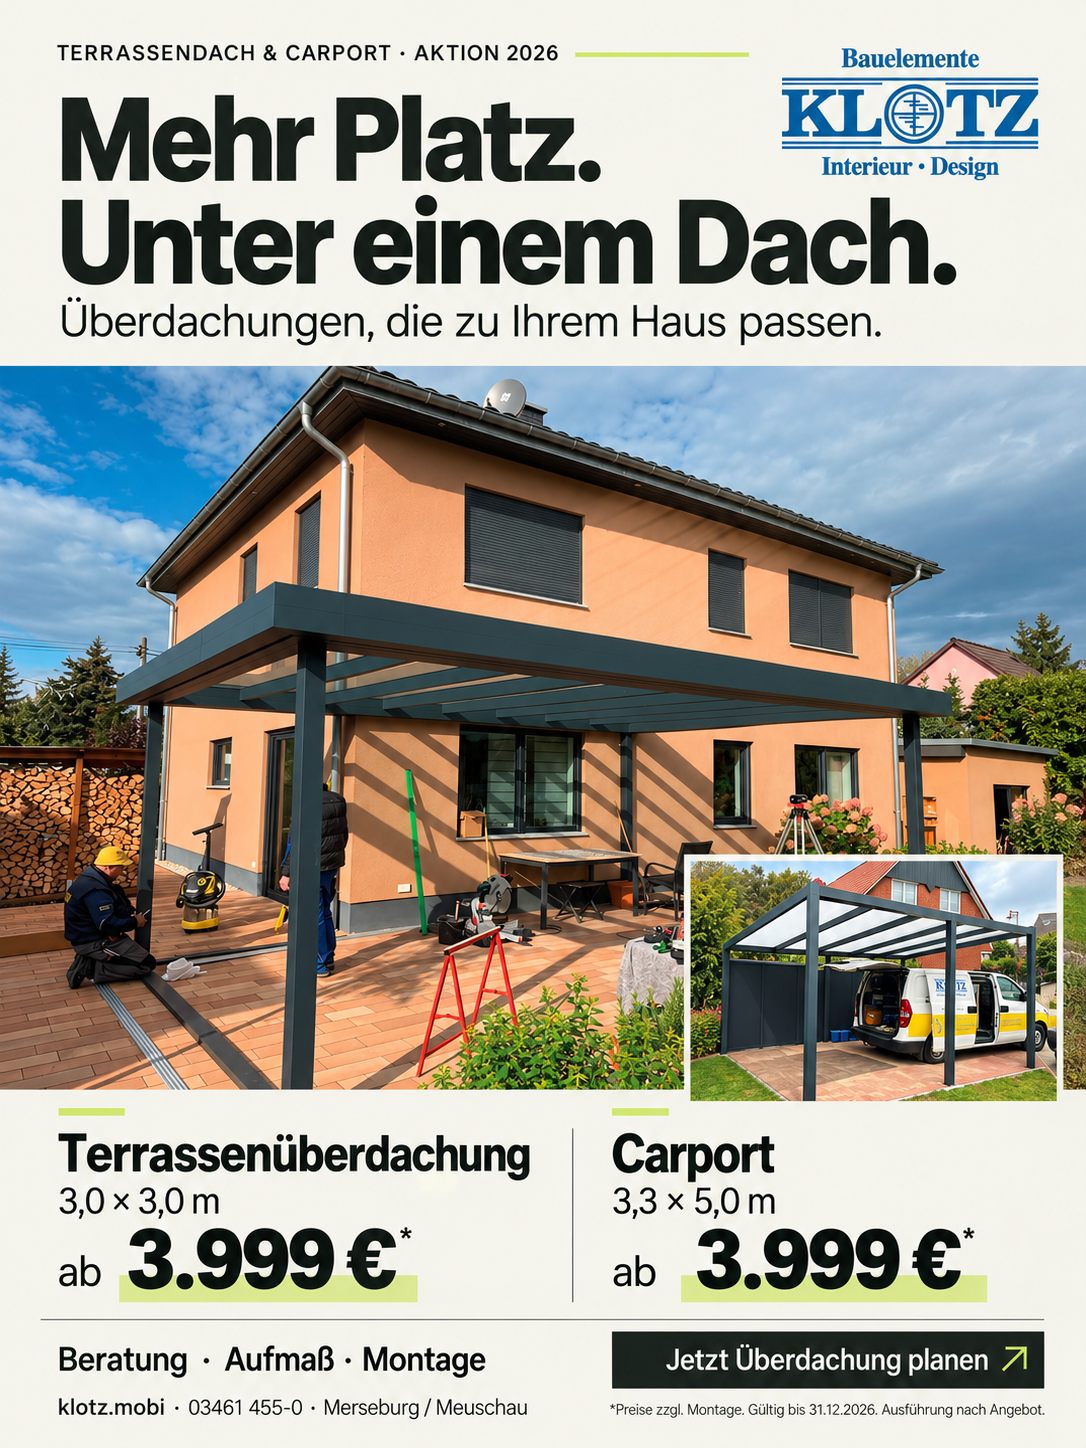 TERRASSENDACH & CARPORT · AKTION 2026
Bauelemente
KLOTZ
Interieur • Design
Mehr Platz.
Unter einem Dach.
Überdachungen, die zu Ihrem Haus passen.
KLOTZ
Terrassenüberdachung
3,0 × 3,0 m
ab 3.999 €*
Carport
3,3 × 5,0 m
ab 3.999 €*
Beratung · Aufmaß · Montage
Jetzt Überdachung planen
klotz.mobi · 03461 455-0 · Merseburg / Meuschau
*Preise zzgl. Montage. Gültig bis 31.12.2026. Ausführung nach Angebot.